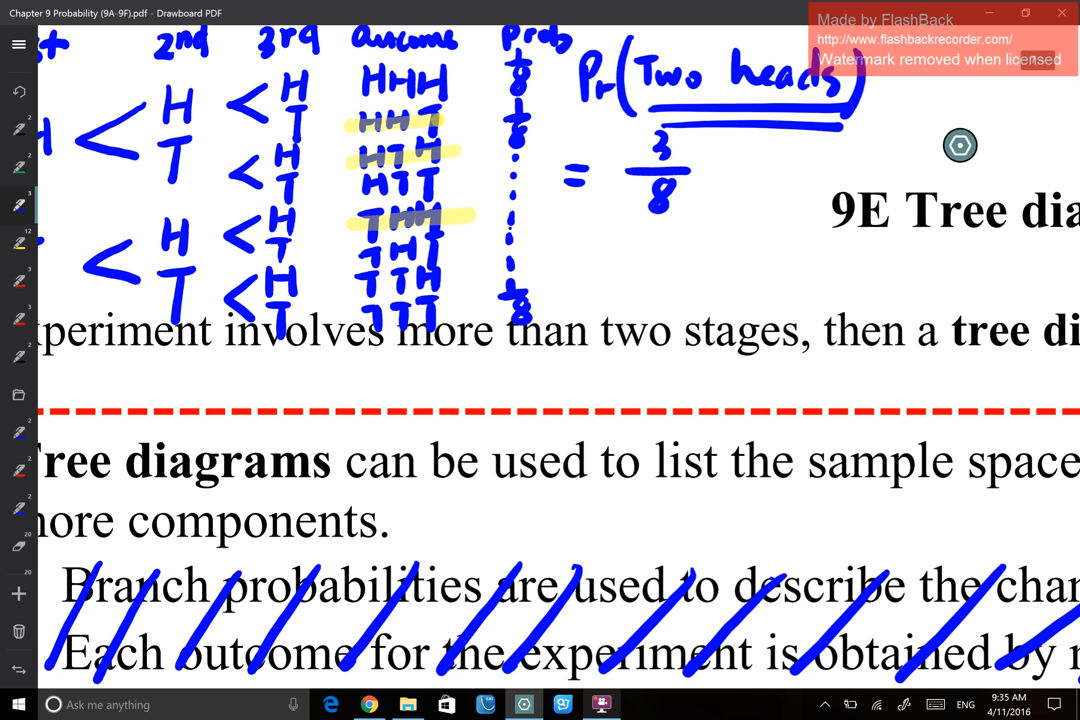 Chapter 9 Probability (9A-9F).pdf - Drawboard PDF
Made by FlashBack
http://www.flashbackrecorder.com/
Watermark removed when licensed
st 2nd 3rd Outcome Prob
H H H HHH 1/8
T HHT 1/8
T H HTH
T HTT
H H THH
T THT
T H TTH
T TTT 1/8
Pr(Two heads)
= 3/8
9E Tree dia
xperiment involves more than two stages, then a tree di
Tree diagrams can be used to list the sample space
more components.
Branch probabilities are used to describe the chan
Each outcome for the experiment is obtained by
Ask me anything
ENG
9:35 AM
4/11/2016